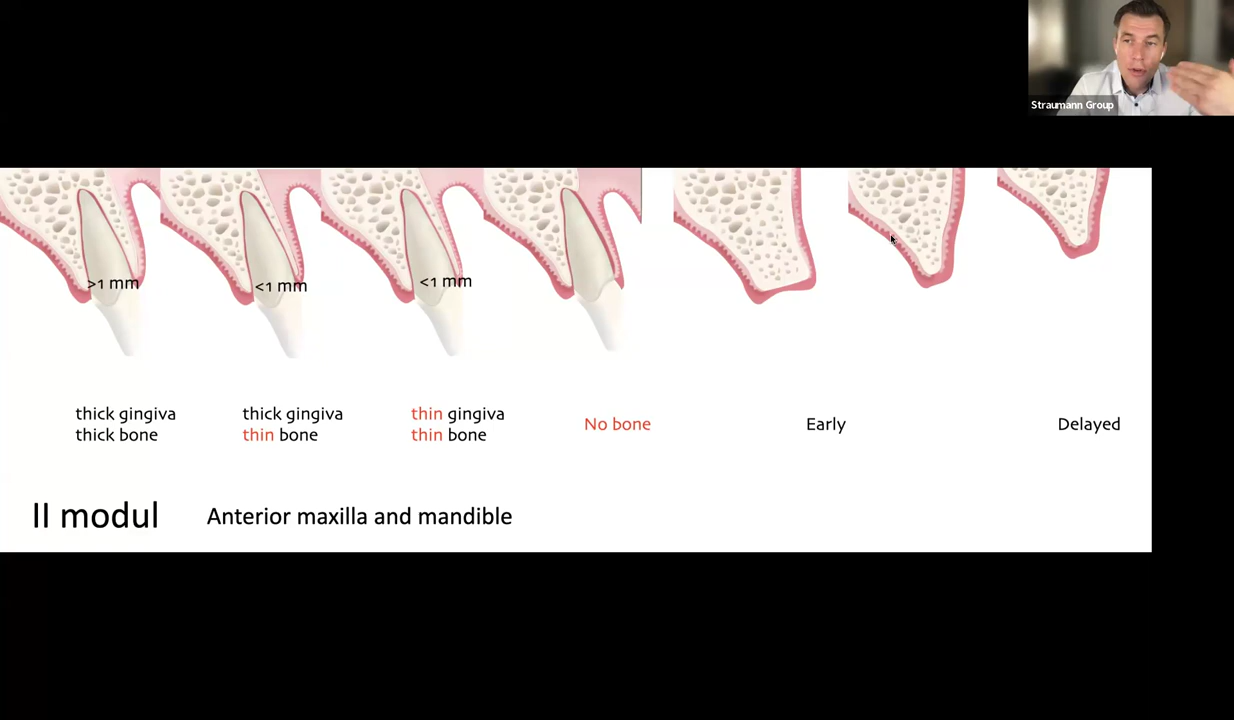 Straumann Group
>1 mm
<1 mm
<1 mm
thick gingiva
thick bone
thick gingiva
thin bone
thin gingiva
thin bone
No bone
Early
Delayed
II modul
Anterior maxilla and mandible